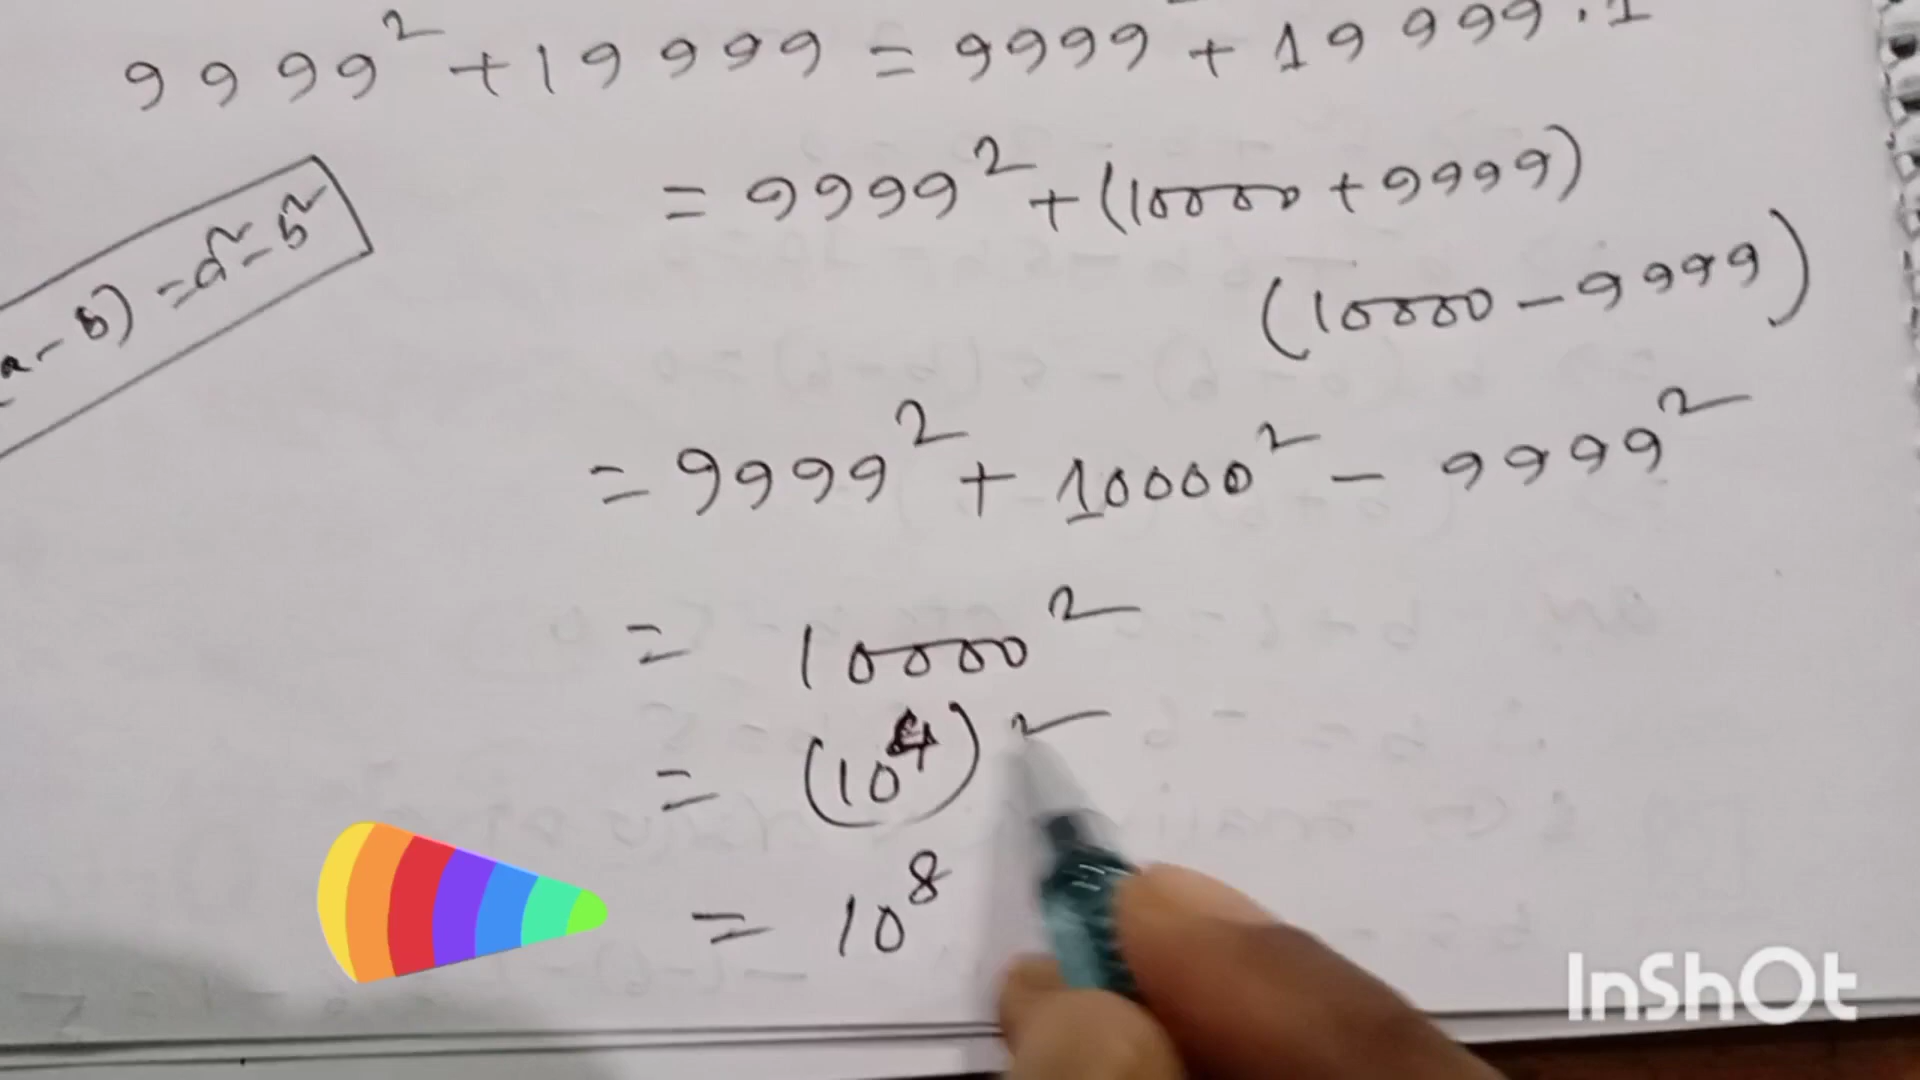 9999² + 19999 = 9999² + 19999.1
= 9999² + (10000 + 9999)
(10000 - 9999)
a - b) = a² - b²
= 9999² + 10000² - 9999²
= 10000²
= (10⁴)²
= 10⁸
InShOt